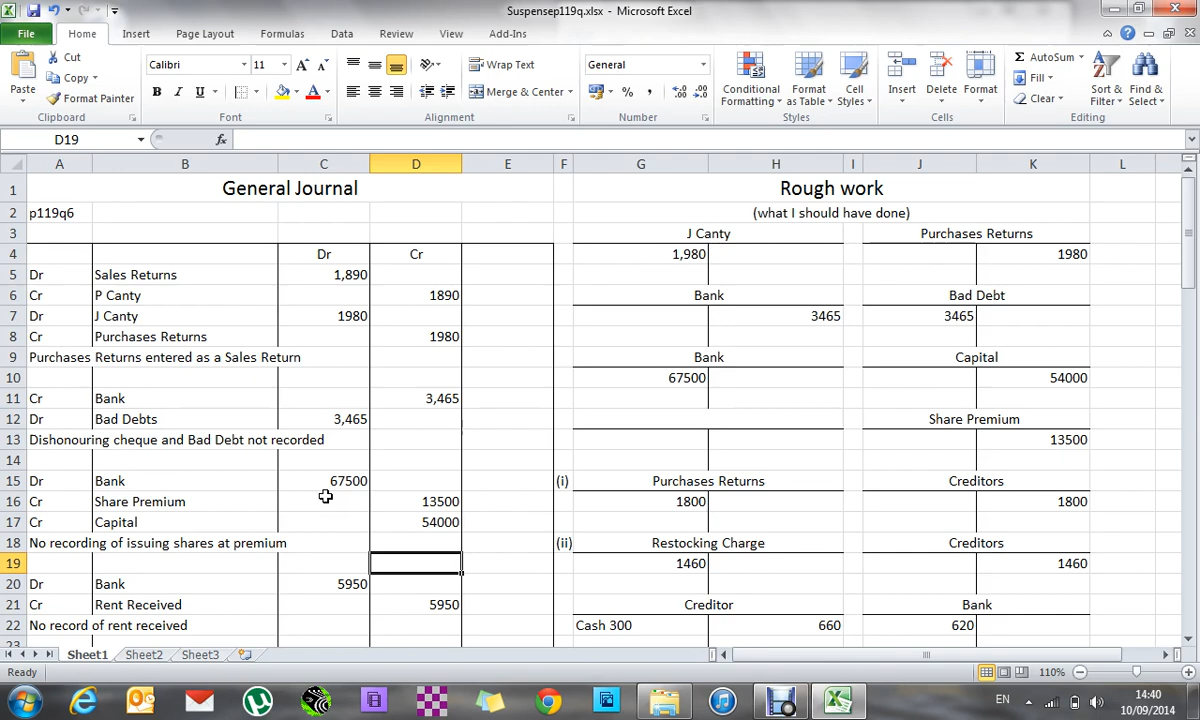 Suspensep119q.xlsx - Microsoft Excel
File Home Insert Page Layout Formulas Data Review View Add-Ins
Paste
Cut
Copy
Format Painter
Clipboard
Calibri 11 A A
B I U A
Font
Wrap Text
Merge & Center
Alignment
General
% ,
Number
Conditional Formatting
Format as Table
Cell Styles
Styles
Insert Delete Format
Cells
Σ AutoSum
Fill
Clear
Sort & Filter
Find & Select
Editing
D19 fx
A B C D E F G H I J K L
1 General Journal Rough work
2 p119q6 (what I should have done)
3 J Canty Purchases Returns
4 Dr Cr 1,980 1980
5 Dr Sales Returns 1,890
6 Cr P Canty 1890 Bank Bad Debt
7 Dr J Canty 1980 3465 3465
8 Cr Purchases Returns 1980
9 Purchases Returns entered as a Sales Return Bank Capital
10 67500 54000
11 Cr Bank 3,465
12 Dr Bad Debts 3,465 Share Premium
13 Dishonouring cheque and Bad Debt not recorded 13500
14
15 Dr Bank 67500 (i) Purchases Returns Creditors
16 Cr Share Premium 13500 1800 1800
17 Cr Capital 54000
18 No recording of issuing shares at premium (ii) Restocking Charge Creditors
19 1460 1460
20 Dr Bank 5950
21 Cr Rent Received 5950 Creditor Bank
22 No record of rent received Cash 300 660 620
23
Sheet1 Sheet2 Sheet3
Ready 110%
EN 14:40
10/09/2014